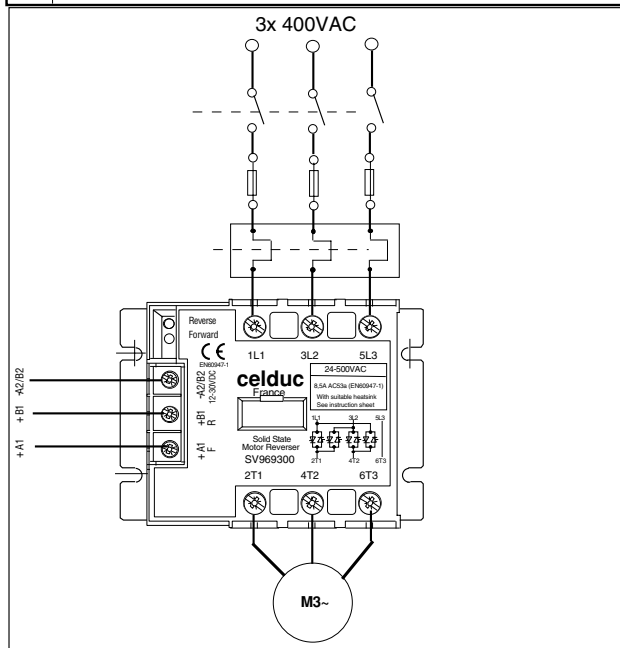 3x 400VAC
Reverse
Forward
CE
EN60947-1
1L1 3L2 5L3
-A2/B2
+B1
+A1
-A2/B2
12-30VDC
+B1
R
+A1
F
celduc
France
24-500VAC
8,5A AC53a (EN60947-1)
With suitable heatsink
See instruction sheet
1L1 3L2 5L3
2T1 4T2 6T3
Solid State
Motor Reverser
SV969300
2T1 4T2 6T3
M3~